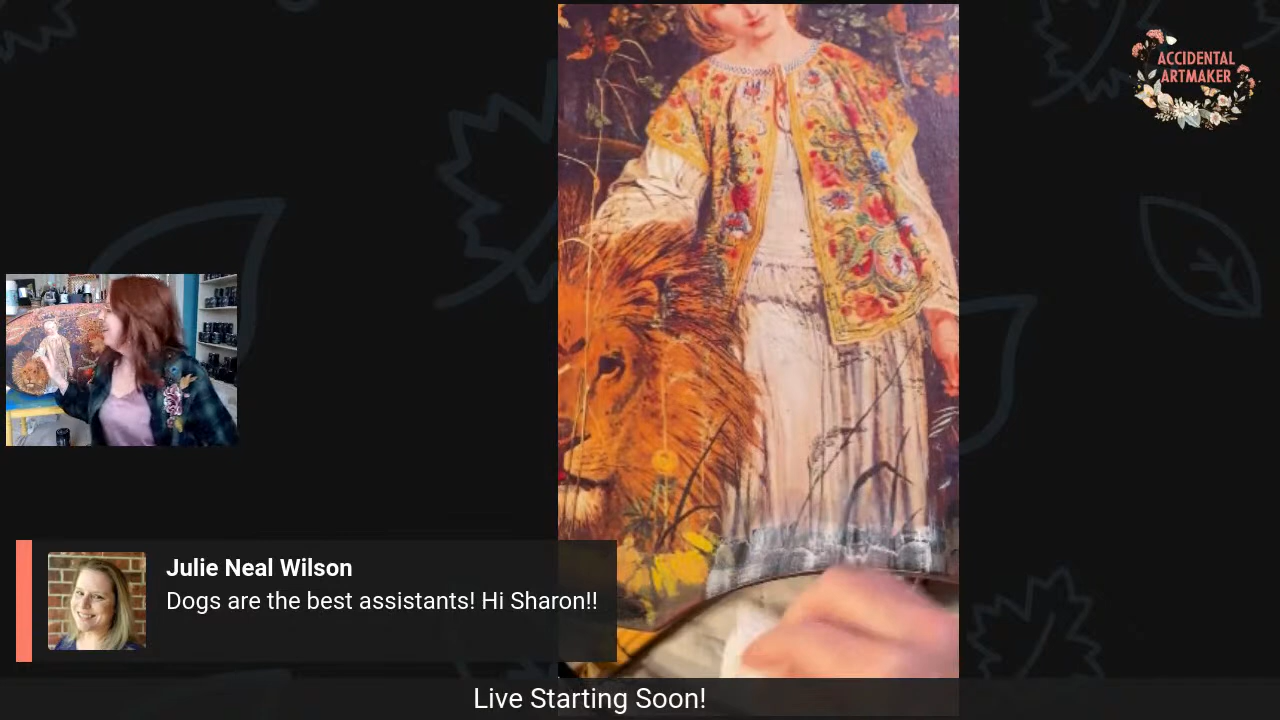 ACCIDENTAL
ARTMAKER
Julie Neal Wilson
Dogs are the best assistants! Hi Sharon!!
Live Starting Soon!